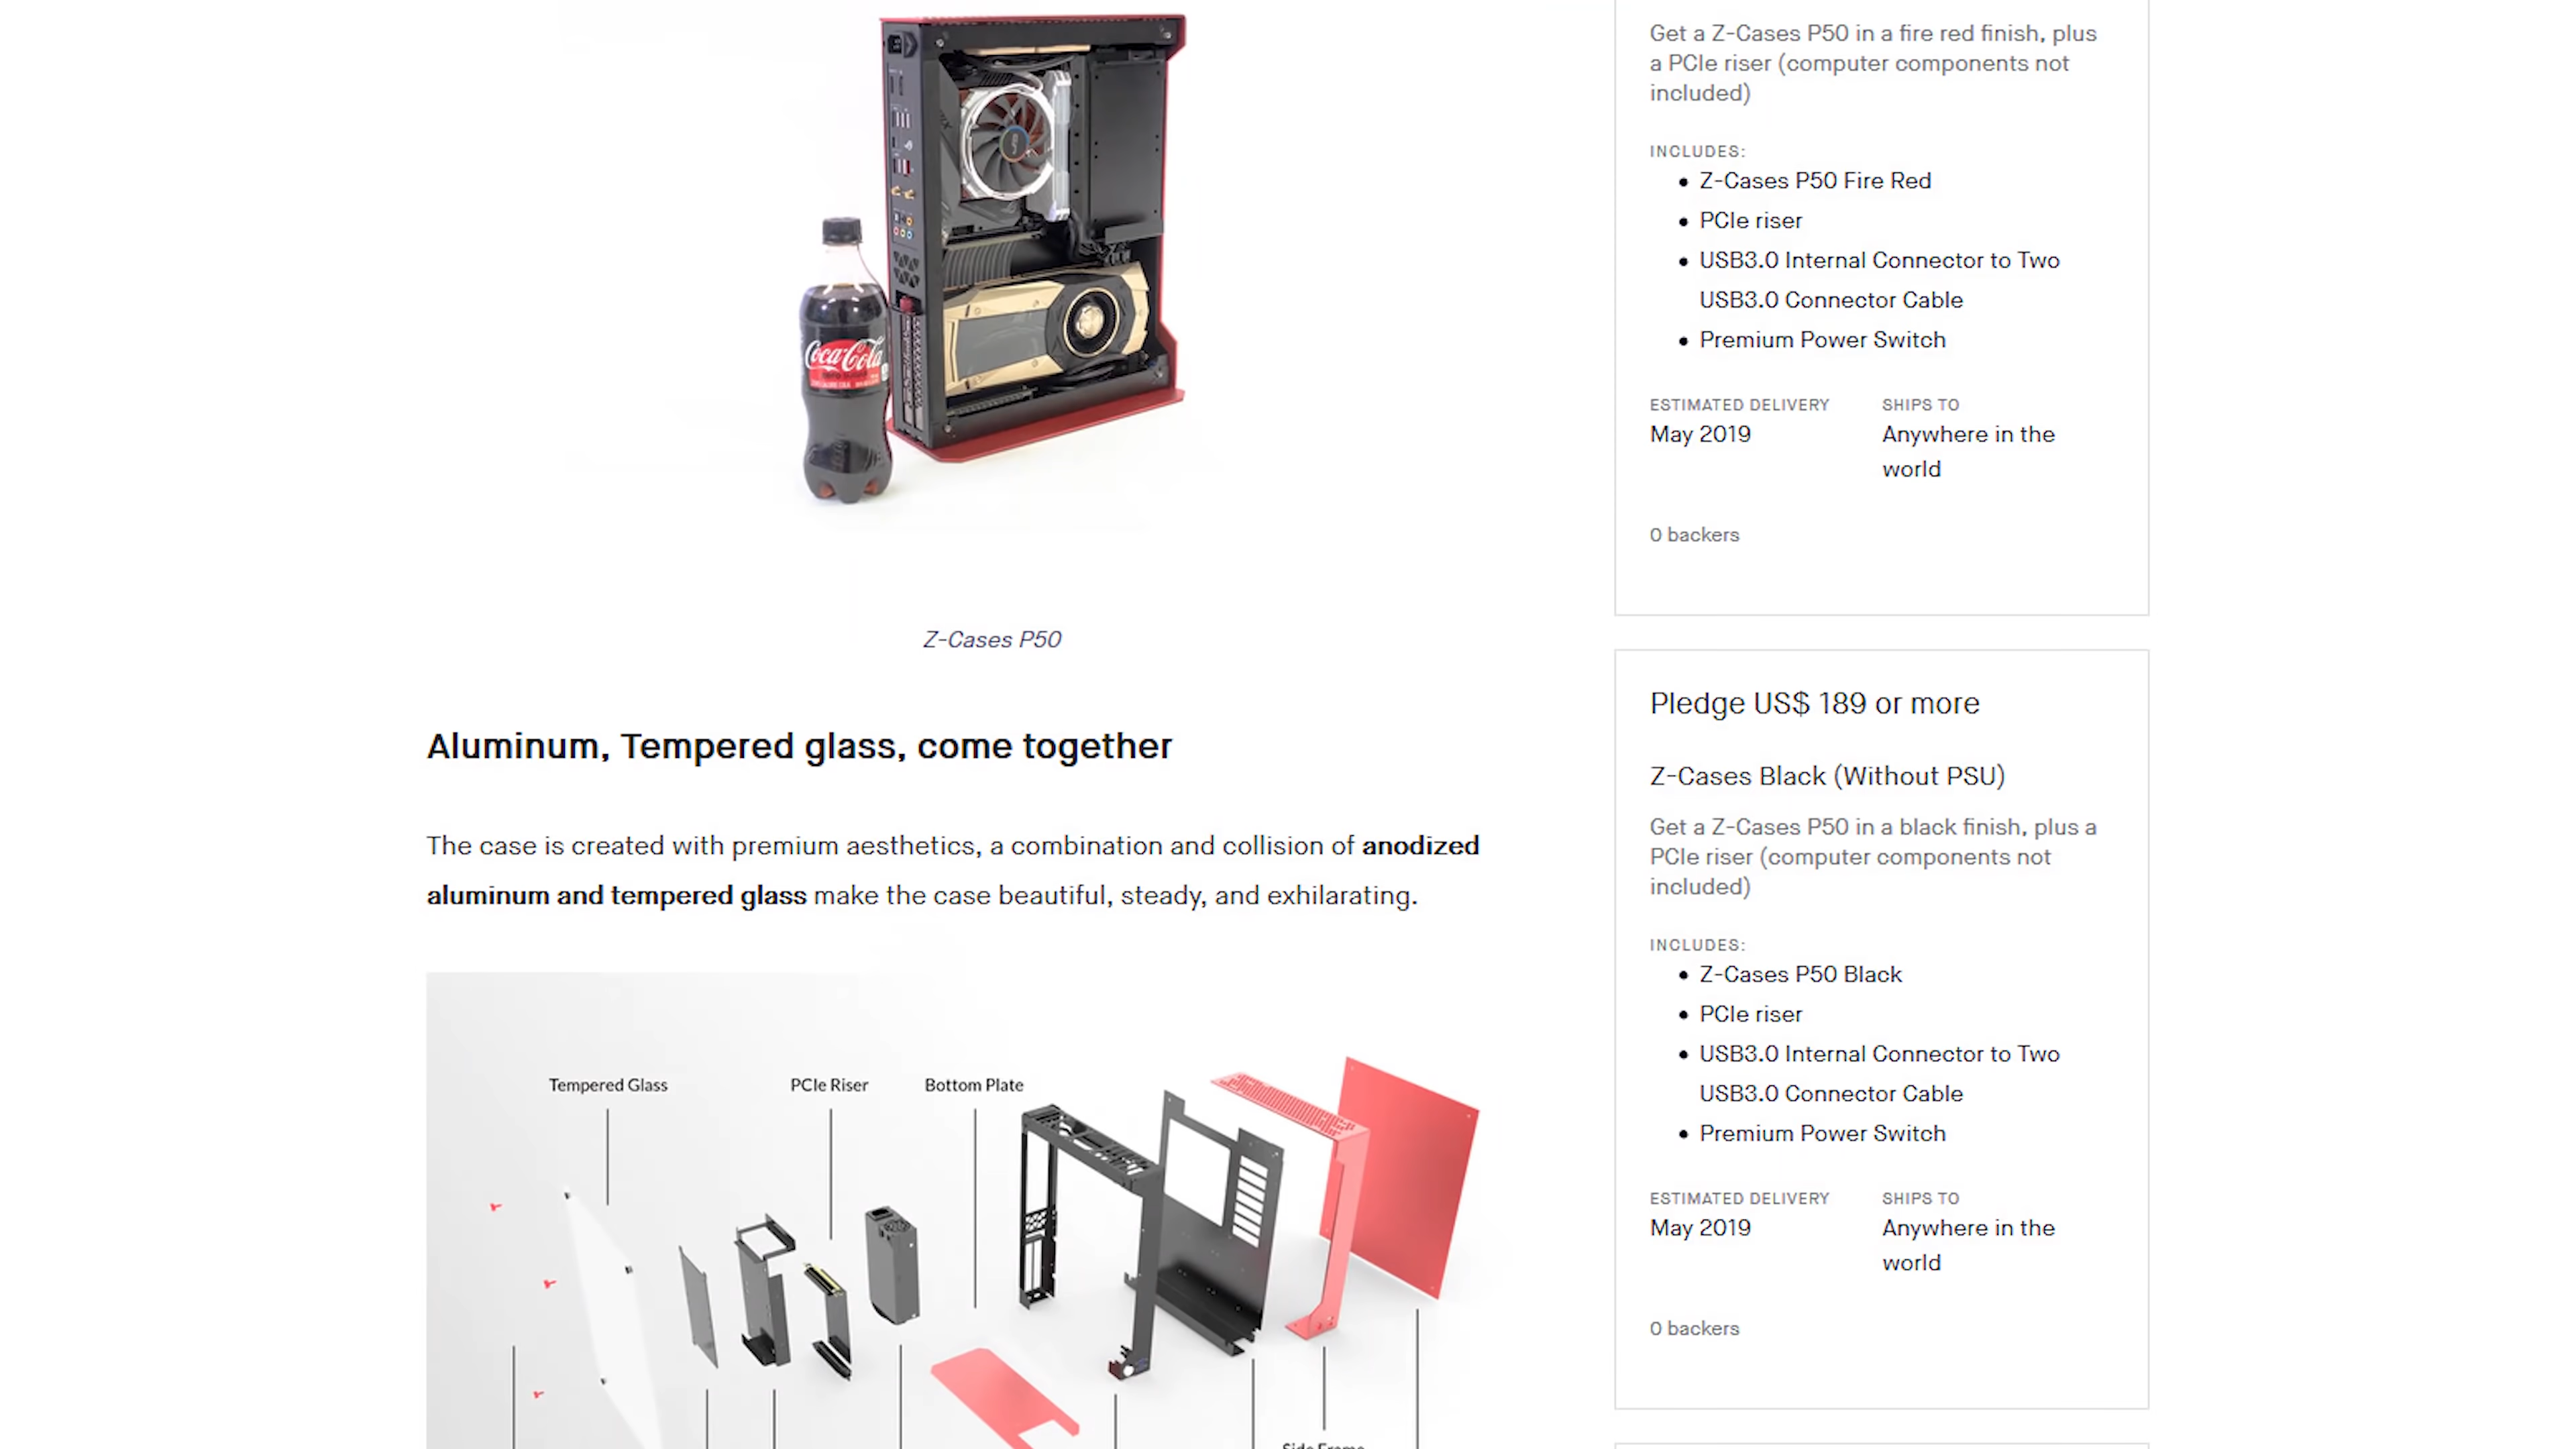 Coca-Cola
Z-Cases P50
Aluminum, Tempered glass, come together
The case is created with premium aesthetics, a combination and collision of anodized
aluminum and tempered glass make the case beautiful, steady, and exhilarating.
Tempered Glass
PCIe Riser
Bottom Plate
Side Frame
Get a Z-Cases P50 in a fire red finish, plus
a PCIe riser (computer components not
included)
INCLUDES:
Z-Cases P50 Fire Red
PCIe riser
USB3.0 Internal Connector to Two
USB3.0 Connector Cable
Premium Power Switch
ESTIMATED DELIVERY
May 2019
SHIPS TO
Anywhere in the
world
0 backers
Pledge US$ 189 or more
Z-Cases Black (Without PSU)
Get a Z-Cases P50 in a black finish, plus a
PCIe riser (computer components not
included)
INCLUDES:
Z-Cases P50 Black
PCIe riser
USB3.0 Internal Connector to Two
USB3.0 Connector Cable
Premium Power Switch
ESTIMATED DELIVERY
May 2019
SHIPS TO
Anywhere in the
world
0 backers